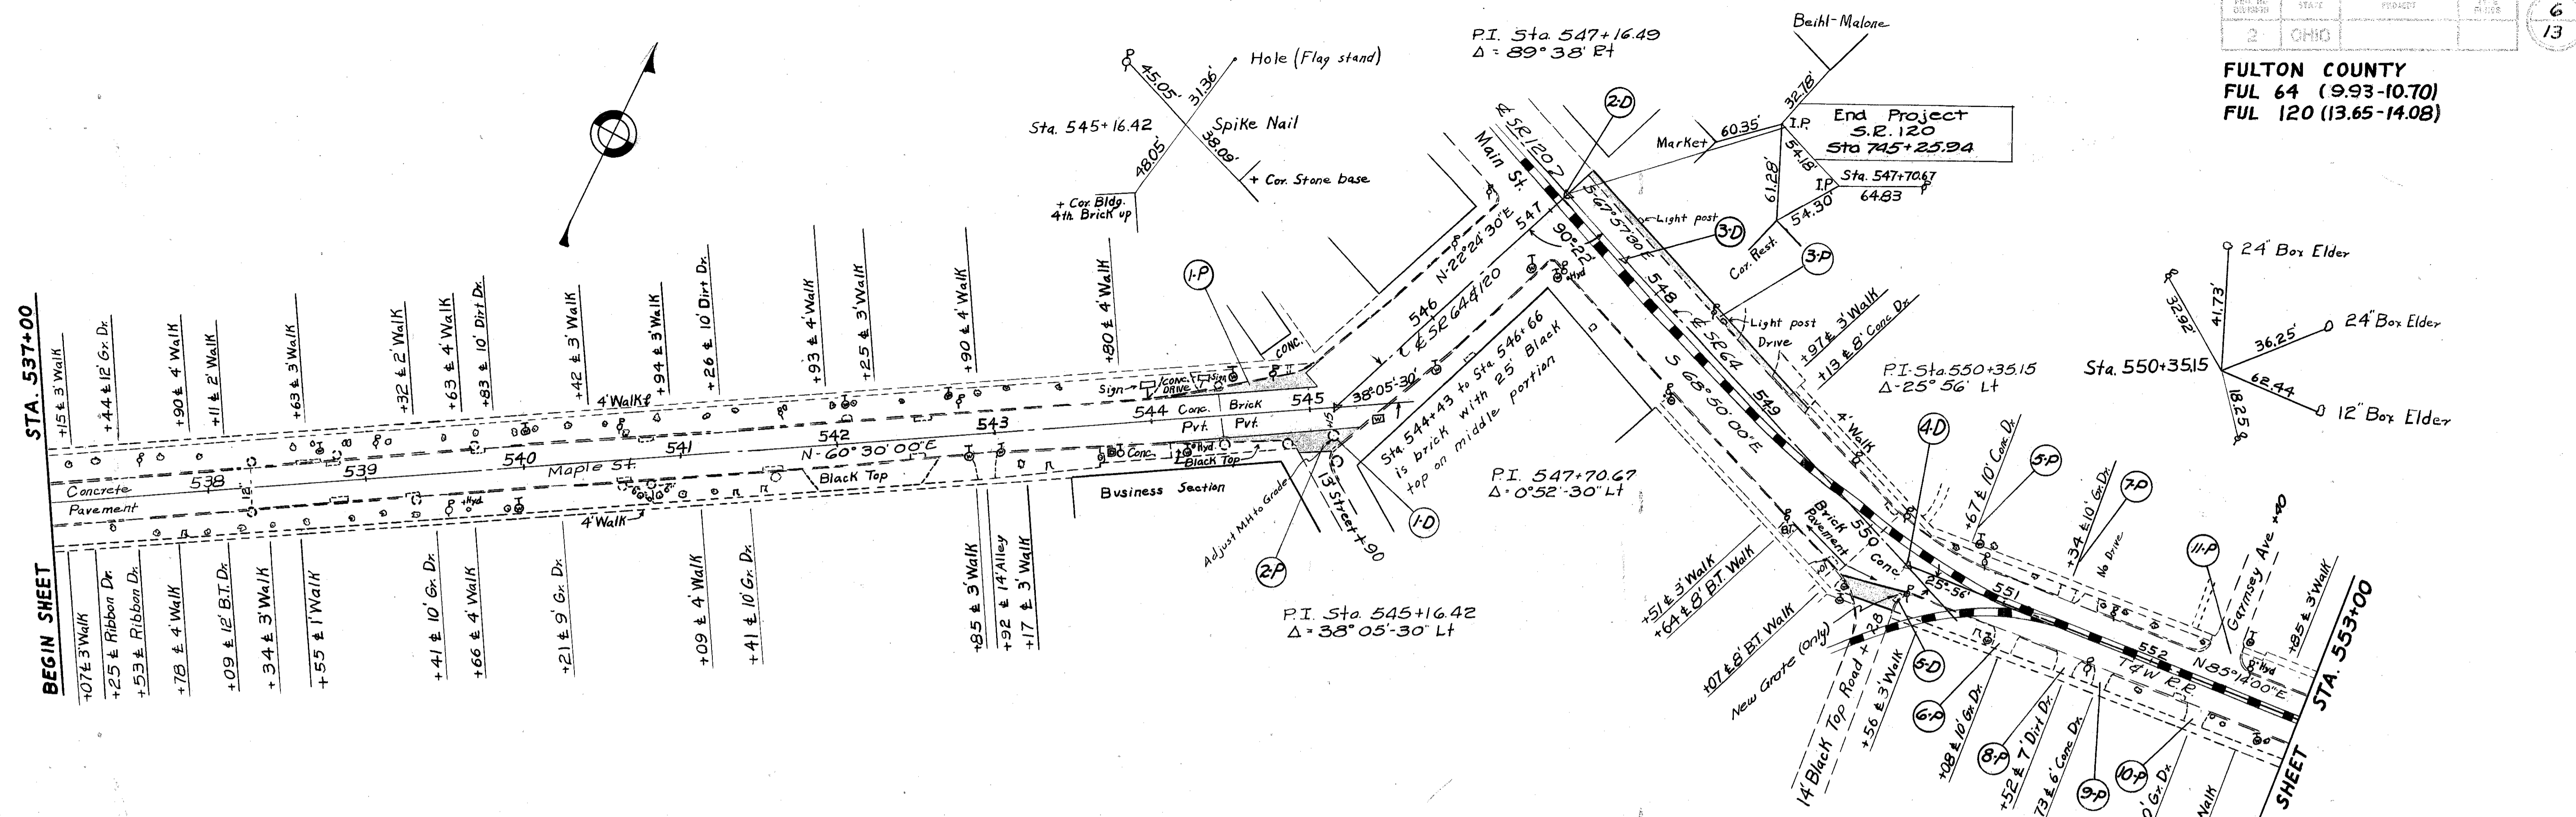 2
OHIO
6
13
FULTON COUNTY
FUL 64 (9.93-10.70)
FUL 120 (13.65-14.08)
P.I. Sta. 547+16.49
Δ = 89° 38' Rt
Beihl-Malone
32.78'
Market
60.35'
I.P.
End Project
S.R. 120
Sta 745+25.94
54.18'
61.28'
I.P.
Sta. 547+70.67
64.83
54.30'
Cor. Rest.
45.05'
31.36'
Hole (Flag stand)
Sta. 545+16.42
Spike Nail
48.05'
38.09'
+ Cor. Stone base
+ Cor. Bldg.
4th. Brick up
24" Box Elder
32.92'
41.73'
36.25'
24" Box Elder
Sta. 550+35.15
62.44
12" Box Elder
18.25
BEGIN SHEET
STA. 537+00
+15 ℄ 3' Walk
+44 ℄ 12' Gr. Dr.
+90 ℄ 4' Walk
+11 ℄ 2' Walk
+63 ℄ 3' Walk
+32 ℄ 2' Walk
+63 ℄ 4' Walk
+83 ℄ 10' Dirt Dr.
+42 ℄ 3' Walk
+94 ℄ 3' Walk
+26 ℄ 10' Dirt Dr.
+93 ℄ 4' Walk
+25 ℄ 3' Walk
+90 ℄ 4' Walk
+80 ℄ 4' Walk
4' Walk
Sign
CONC.
DRIVE
Sign
CONC.
1-P
Concrete
Pavement
538
539
540
541
542
543
544
545
Maple St.
N-60° 30' 00"E
Conc.
Pvt.
Brick
Pvt.
38-05'-30"
Hyd
4' Walk
Black Top
Conc.
Hyd
Black Top
Business Section
Adjust MH to Grade
MH
13' Street +90
2-P
1-D
+07 ℄ 3' Walk
+25 ℄ Ribbon Dr.
+53 ℄ Ribbon Dr.
+78 ℄ 4' Walk
+09 ℄ 12' B.T. Dr.
+34 ℄ 3' Walk
+55 ℄ 1' Walk
+41 ℄ 10' Gr. Dr.
+66 ℄ 4' Walk
+21 ℄ 9' Gr. Dr.
+09 ℄ 4' Walk
+41 ℄ 10' Gr. Dr.
+85 ℄ 3' Walk
+92 ℄ 14' Alley
+17 ℄ 3' Walk
P.I. Sta. 545+16.42
Δ = 38° 05'-30" Lt
N-22° 24' 30"E
546
547
℄ SR 64 & 120
Sta. 544+43 to Sta. 546+66
is brick with 25' Black
top on middle portion
℄ SR 120
Main St.
2-D
S-67° 57' 30"E
90°-22'
Light post
3-D
3-P
Hyd
548
℄ SR 64
Light post
Drive
+97 ℄ 3' Walk
+13 ℄ 8' Conc Dr.
S 68° 50' 00"E
549
4' Walk
P.I. 547+70.67
Δ = 0° 52'-30" Lt
P.I. Sta. 550+35.15
Δ - 25° 56' Lt
4-D
Brick
Pavement
550
Conc.
25°-56'
+67 ℄ 10' Conc. Dr.
5-P
+34 ℄ 10' Gr. Dr.
7-P
No Drive
11-P
Garmsey Ave +40
+85 ℄ 3' Walk
551
552
N 85° 14' 00"E
T & W R.R.
Hyd
+51 ℄ 3' Walk
+64 ℄ 8' B.T. Walk
+07 ℄ 8' B.T. Walk
New Grate (Only)
14' Black Top Road + 28
5-D
+56 ℄ 3' Walk
6-P
+08 ℄ 10' Gr. Dr.
8-P
+52 ℄ 7' Dirt Dr.
73 ℄ 6' Conc Dr.
9-P
10-P
0' Gr. Dr.
Walk
STA. 553+00
SHEET